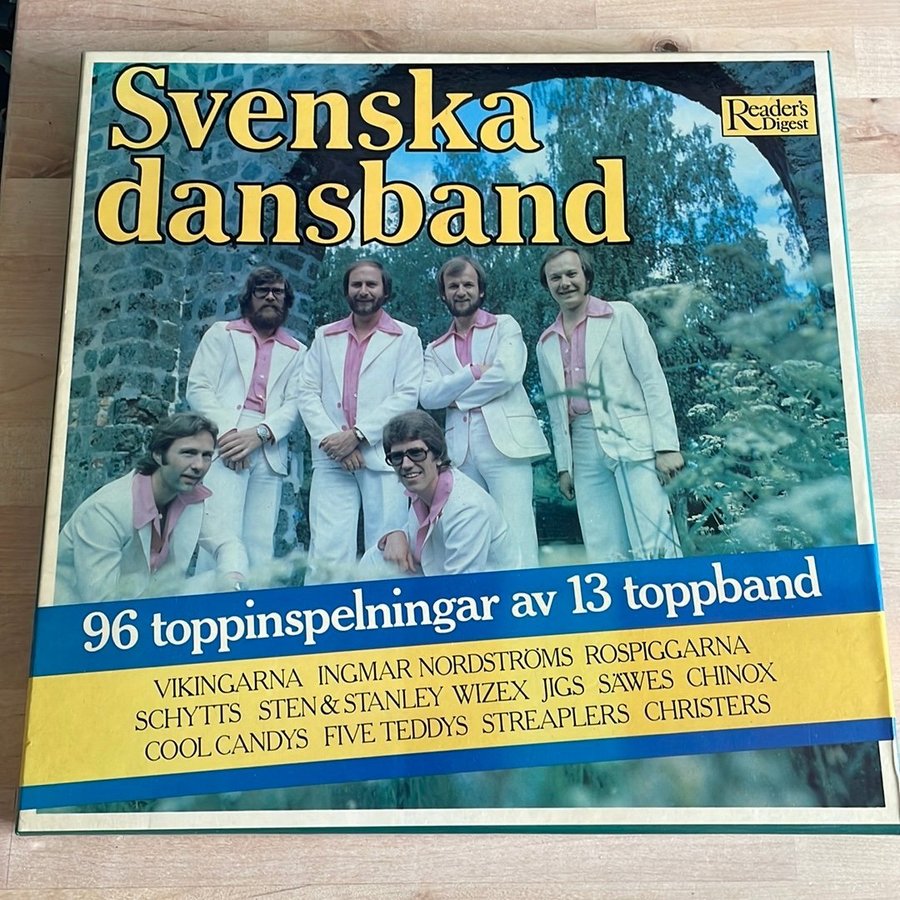 Svenska
dansband
Reader's
Digest
96 toppinspelningar av 13 toppband
VIKINGARNA INGMAR NORDSTRÖMS ROSPIGGARNA
SCHYTTS STEN & STANLEY WIZEX JIGS SÄWES CHINOX
COOL CANDYS FIVE TEDDYS STREAPLERS CHRISTERS